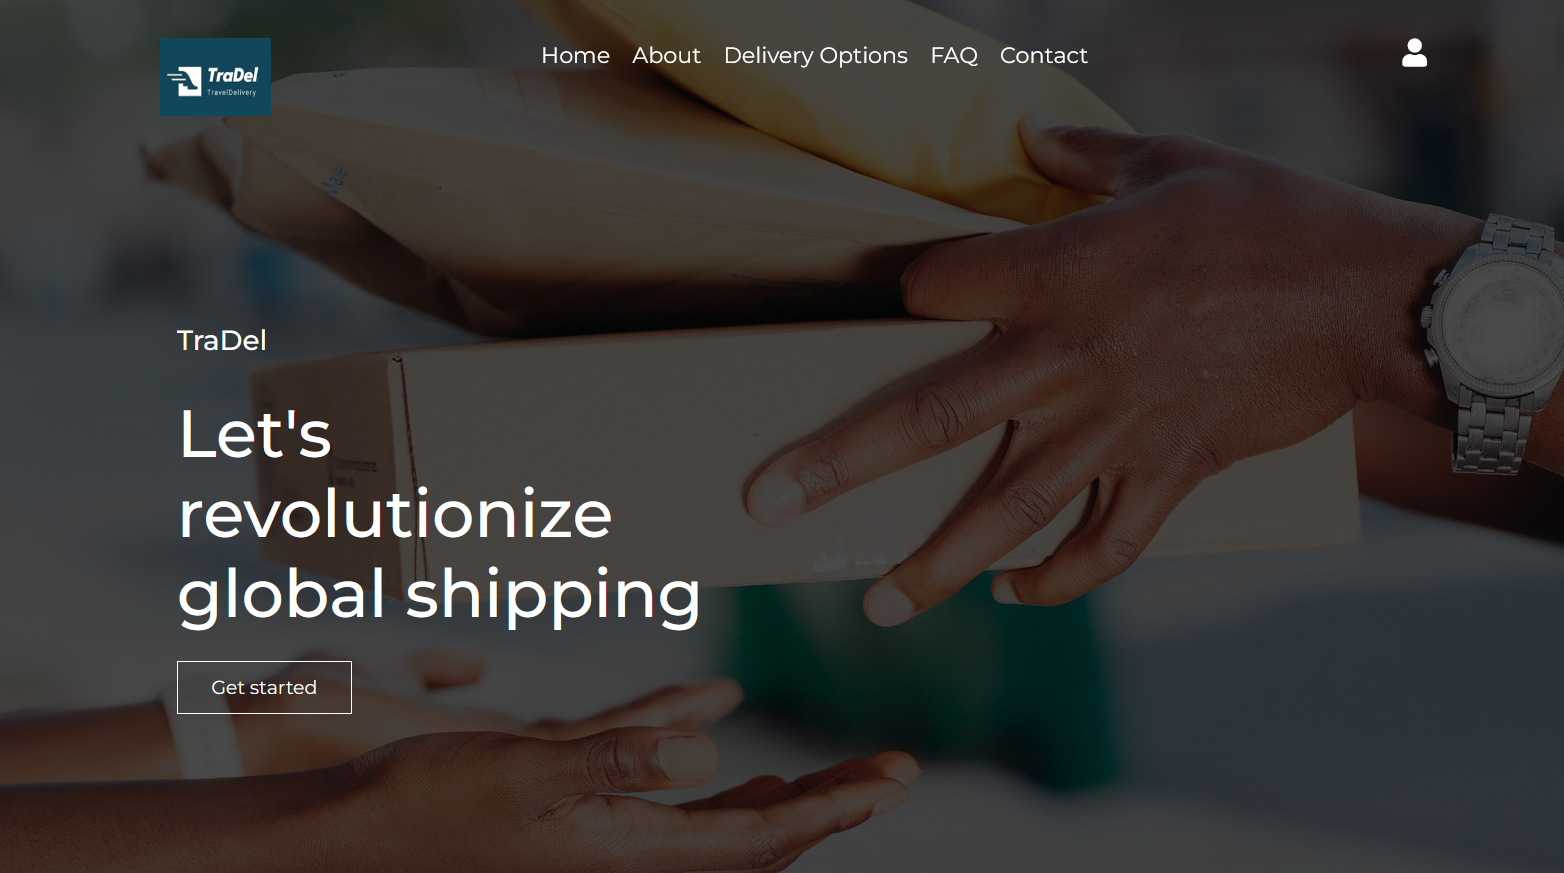 TraDel
TravelDelivery
Home About Delivery Options FAQ Contact
TraDel
Let's
revolutionize
global shipping
Get started